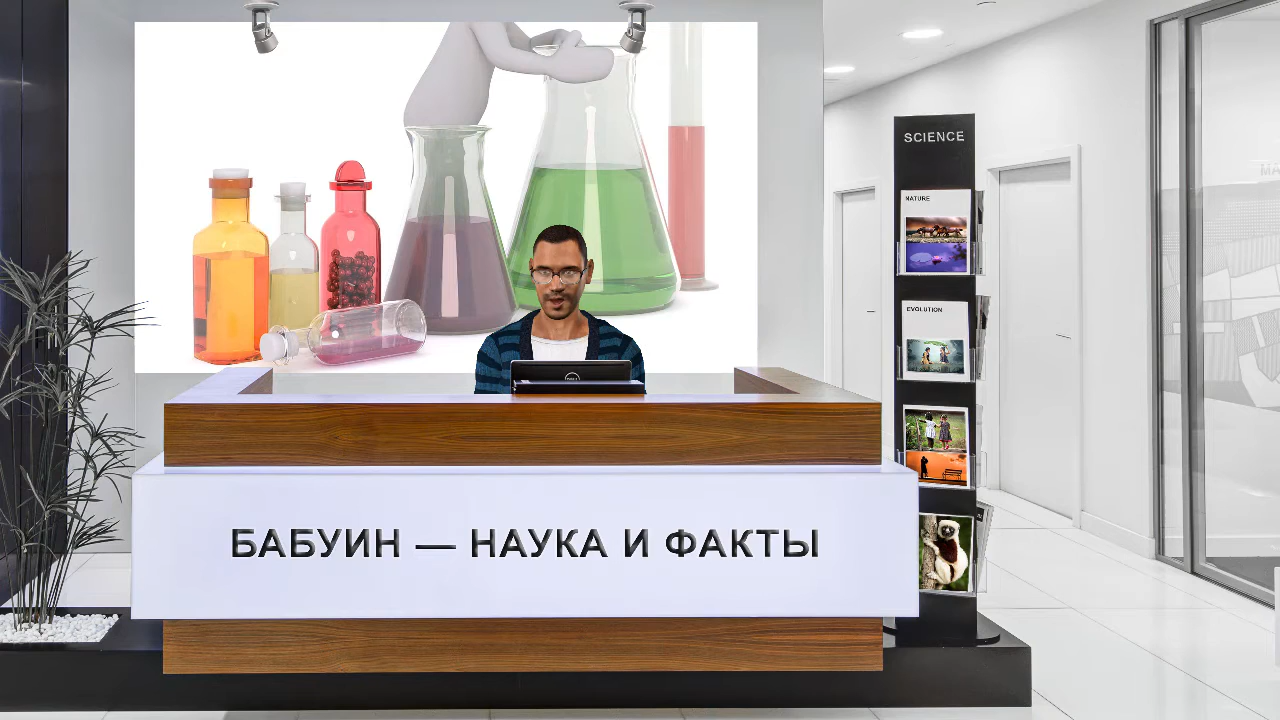 SCIENCE
NATURE
EVOLUTION
БАБУИН — НАУКА И ФАКТЫ